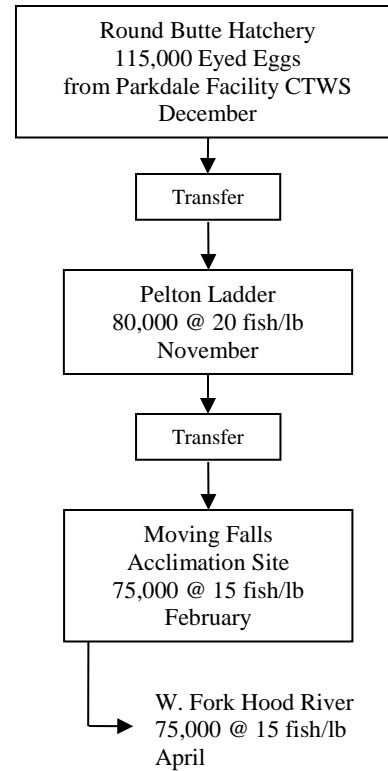 Round Butte Hatchery
115,000 Eyed Eggs
from Parkdale Facility CTWS
December
Transfer
Pelton Ladder
80,000 @ 20 fish/lb
November
Transfer
Moving Falls
Acclimation Site
75,000 @ 15 fish/lb
February
W. Fork Hood River
75,000 @ 15 fish/lb
April